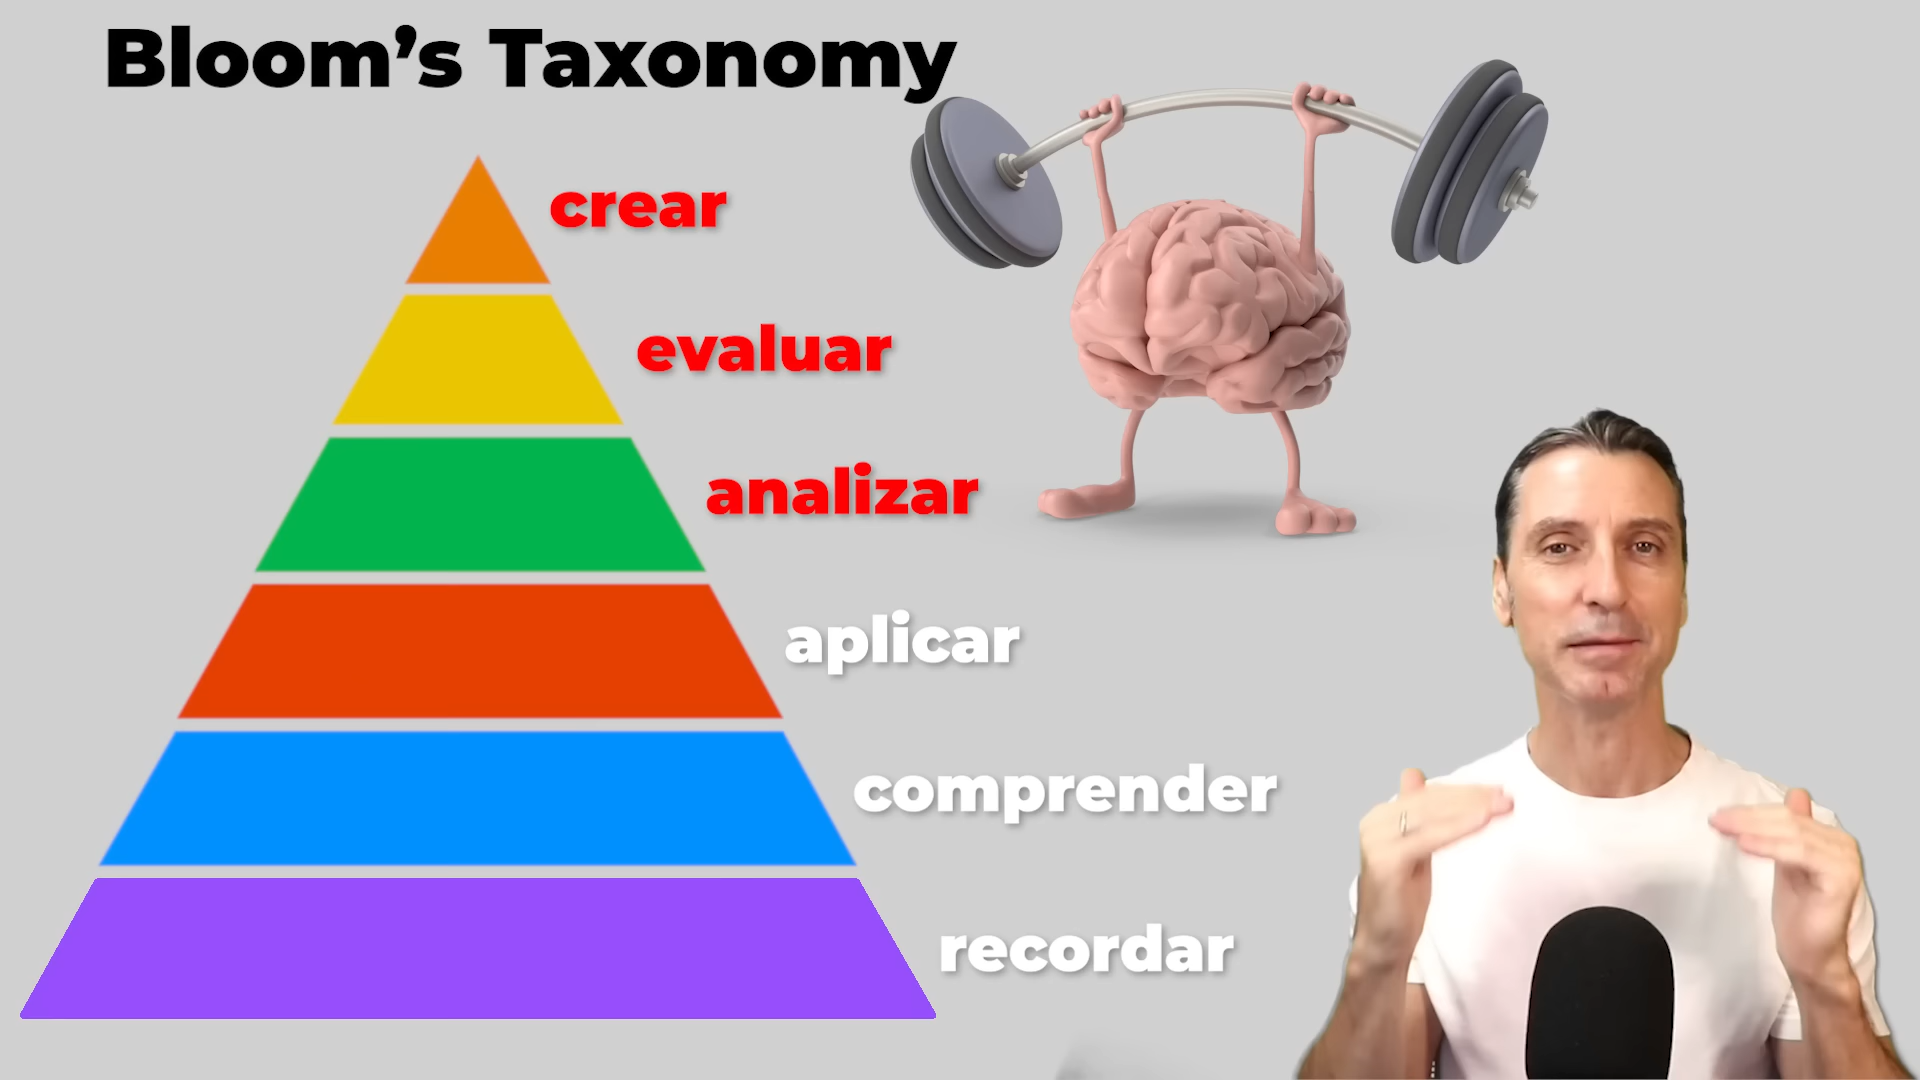 Bloom’s Taxonomy
crear
evaluar
analizar
aplicar
comprender
recordar